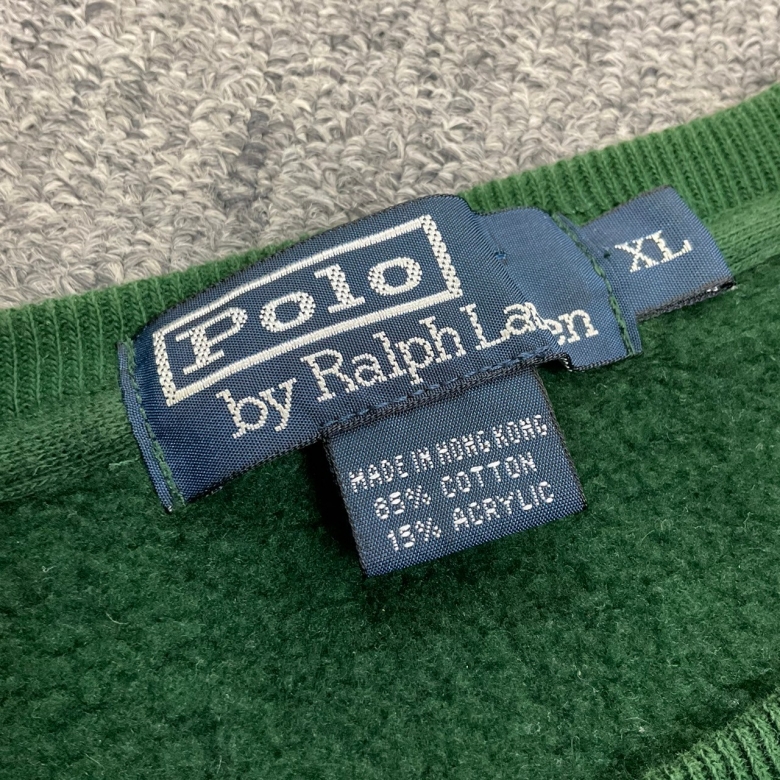 Polo
by Ralph Lauren
XL
MADE IN HONG KONG
85% COTTON
15% ACRYLIC